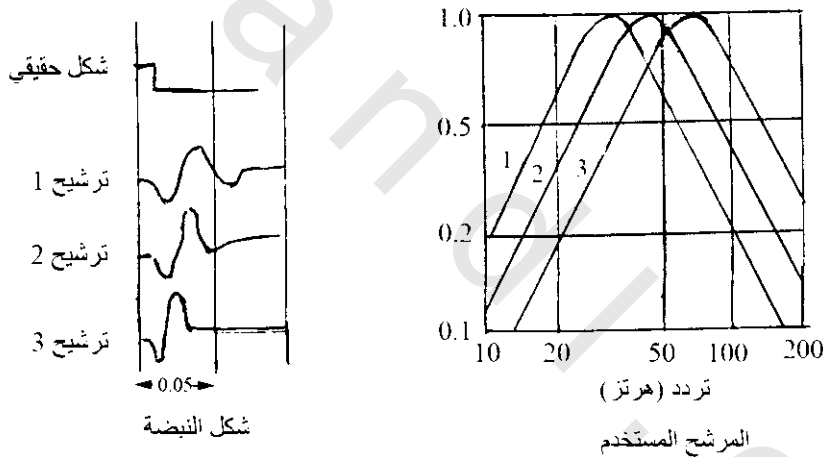 شكل حقيقي
ترشيح 1
ترشيح 2
ترشيح 3
0.05
شكل النبضة
1.0
0.5
0.2
0.1
1
2
3
10 20 50 100 200
تردد (هرتز)
المرشح المستخدم